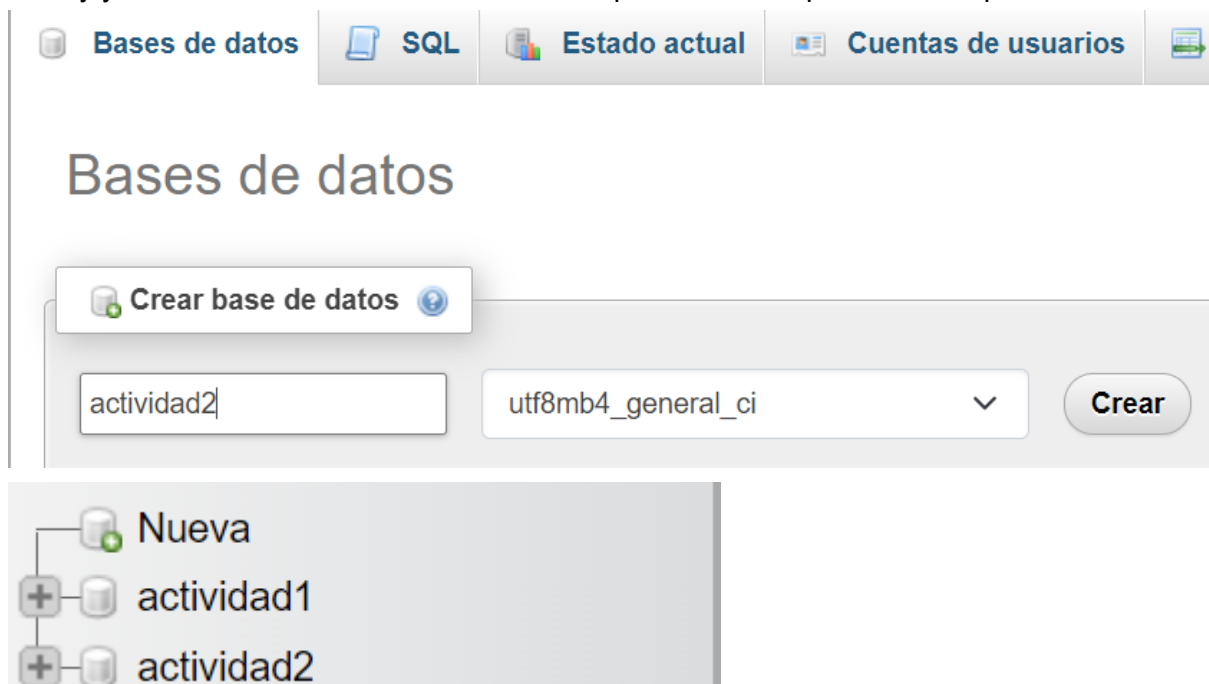 Bases de datos SQL Estado actual Cuentas de usuarios
Bases de datos
Crear base de datos
actividad2 utf8mb4_general_ci Crear
Nueva
actividad1
actividad2